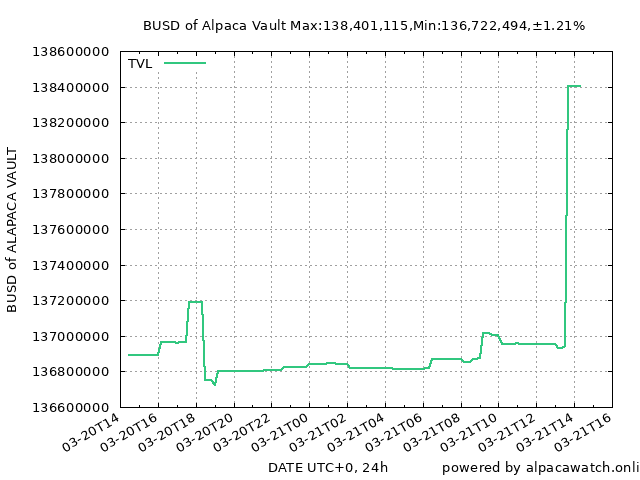 BUSD of Alpaca Vault Max:138,401,115,Min:136,722,494,±1.21%
TVL
138600000
138400000
138200000
138000000
137800000
137600000
137400000
137200000
137000000
136800000
136600000
BUSD of ALAPACA VAULT
03-20T14
03-20T16
03-20T18
03-20T20
03-20T22
03-21T00
03-21T02
03-21T04
03-21T06
03-21T08
03-21T10
03-21T12
03-21T14
03-21T16
DATE UTC+0, 24h
powered by alpacawatch.onli